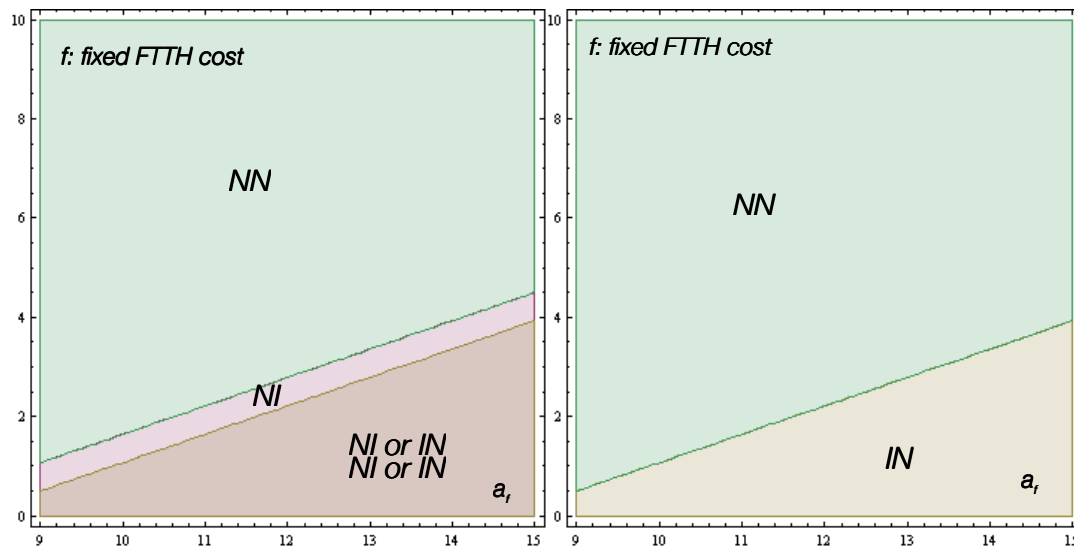 10
f: fixed FTTH cost
8
NN
6
4
NI
2
NI or IN
NI or IN
a_f
0
9 10 11 12 13 14 15
10
f: fixed FTTH cost
8
NN
6
4
2
IN
a_f
0
9 10 11 12 13 14 15